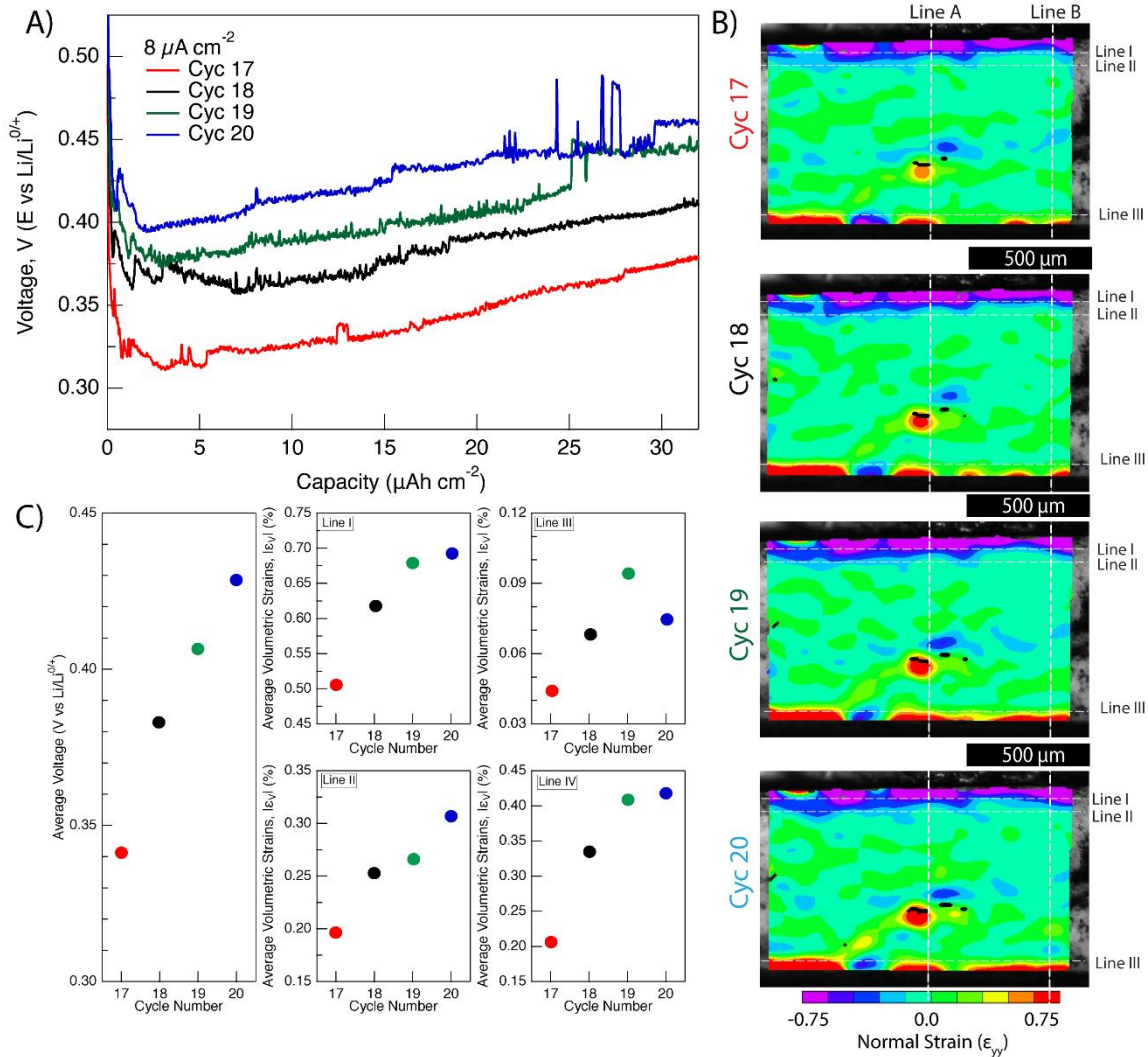 A)
8 μA cm-2
Cyc 17
Cyc 18
Cyc 19
Cyc 20
0.50
0.45
0.40
0.35
0.30
Voltage, V (E vs Li/Li0/+)
0 5 10 15 20 25 30
Capacity (μAh cm-2)
B)
Line A Line B
Cyc 17
Line I
Line II
Line III
500 μm
Cyc 18
Line I
Line II
Line III
500 μm
Cyc 19
Line I
Line II
Line III
500 μm
Cyc 20
Line I
Line II
Line III
-0.75 0.0 0.75
Normal Strain (εyy)
C)
Average Voltage (V vs Li/Li0/+)
0.45
0.40
0.35
0.30
17 18 19 20
Cycle Number
Line I
Average Volumetric Strains, |εV| (%)
0.75
0.70
0.65
0.60
0.55
0.50
0.45
17 18 19 20
Cycle Number
Line III
Average Volumetric Strains, |εV| (%)
0.12
0.09
0.06
0.03
17 18 19 20
Cycle Number
Line II
Average Volumetric Strains, |εV| (%)
0.35
0.30
0.25
0.20
0.15
17 18 19 20
Cycle Number
Line IV
Average Volumetric Strains, |εV| (%)
0.45
0.40
0.35
0.30
0.25
0.20
0.15
17 18 19 20
Cycle Number